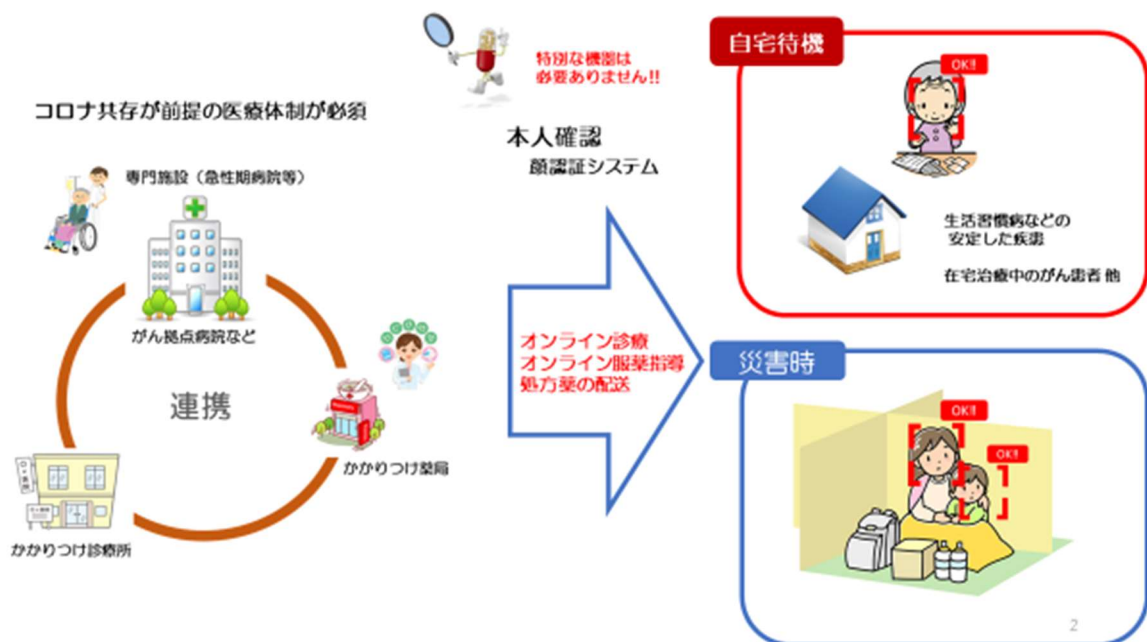 コロナ共存が前提の医療体制が必須
専門施設（急性期病院等）
がん拠点病院など
連携
かかりつけ薬局
かかりつけ診療所
特別な機器は
必要ありません!!
本人確認
顔認証システム
オンライン診療
オンライン服薬指導
処方薬の配送
自宅待機
OK!!
生活習慣病などの
安定した疾患
在宅治療中のがん患者 他
災害時
OK!!
OK!!
2